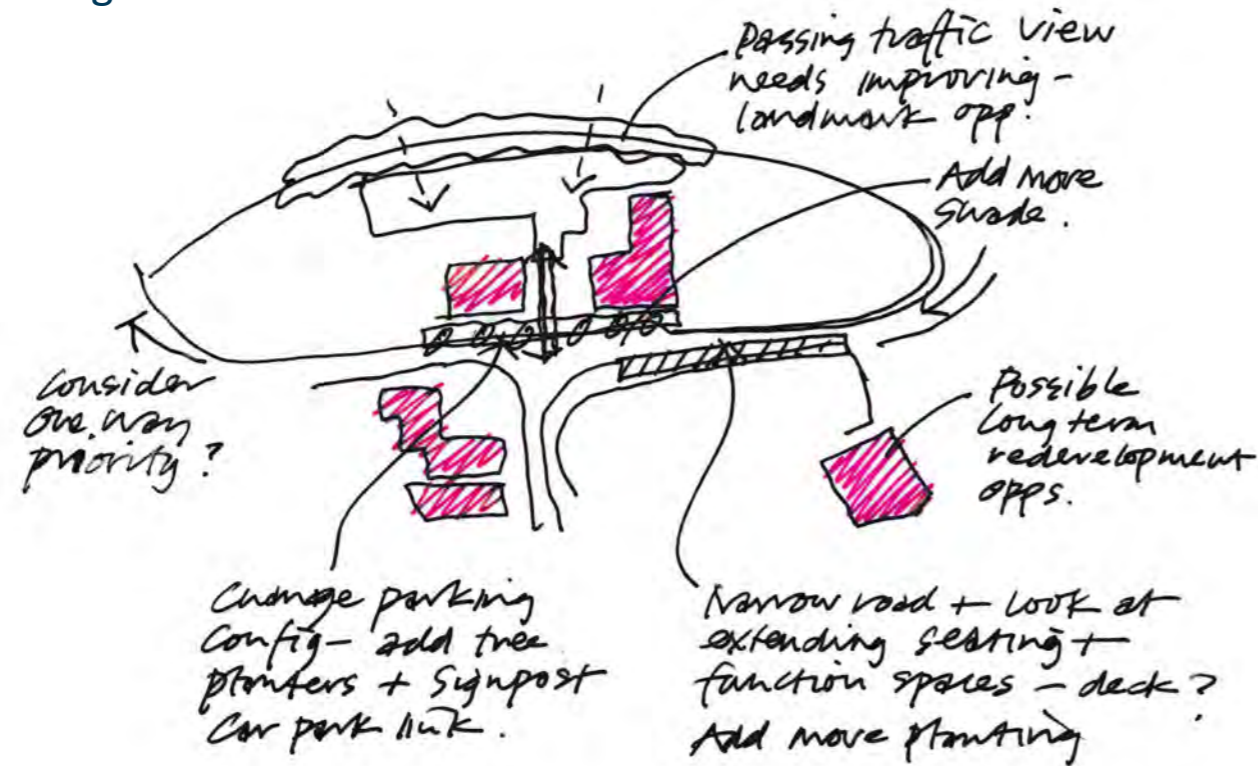 Passing traffic view
needs improving -
landmark opp.
Add more
shade.
Consider
one way
priority?
Possible
long term
redevelopment
opps.
Change parking
config - add tree
planters + signpost
Car park link.
Narrow road + look at
extending seating +
function spaces - deck?
Add more planting